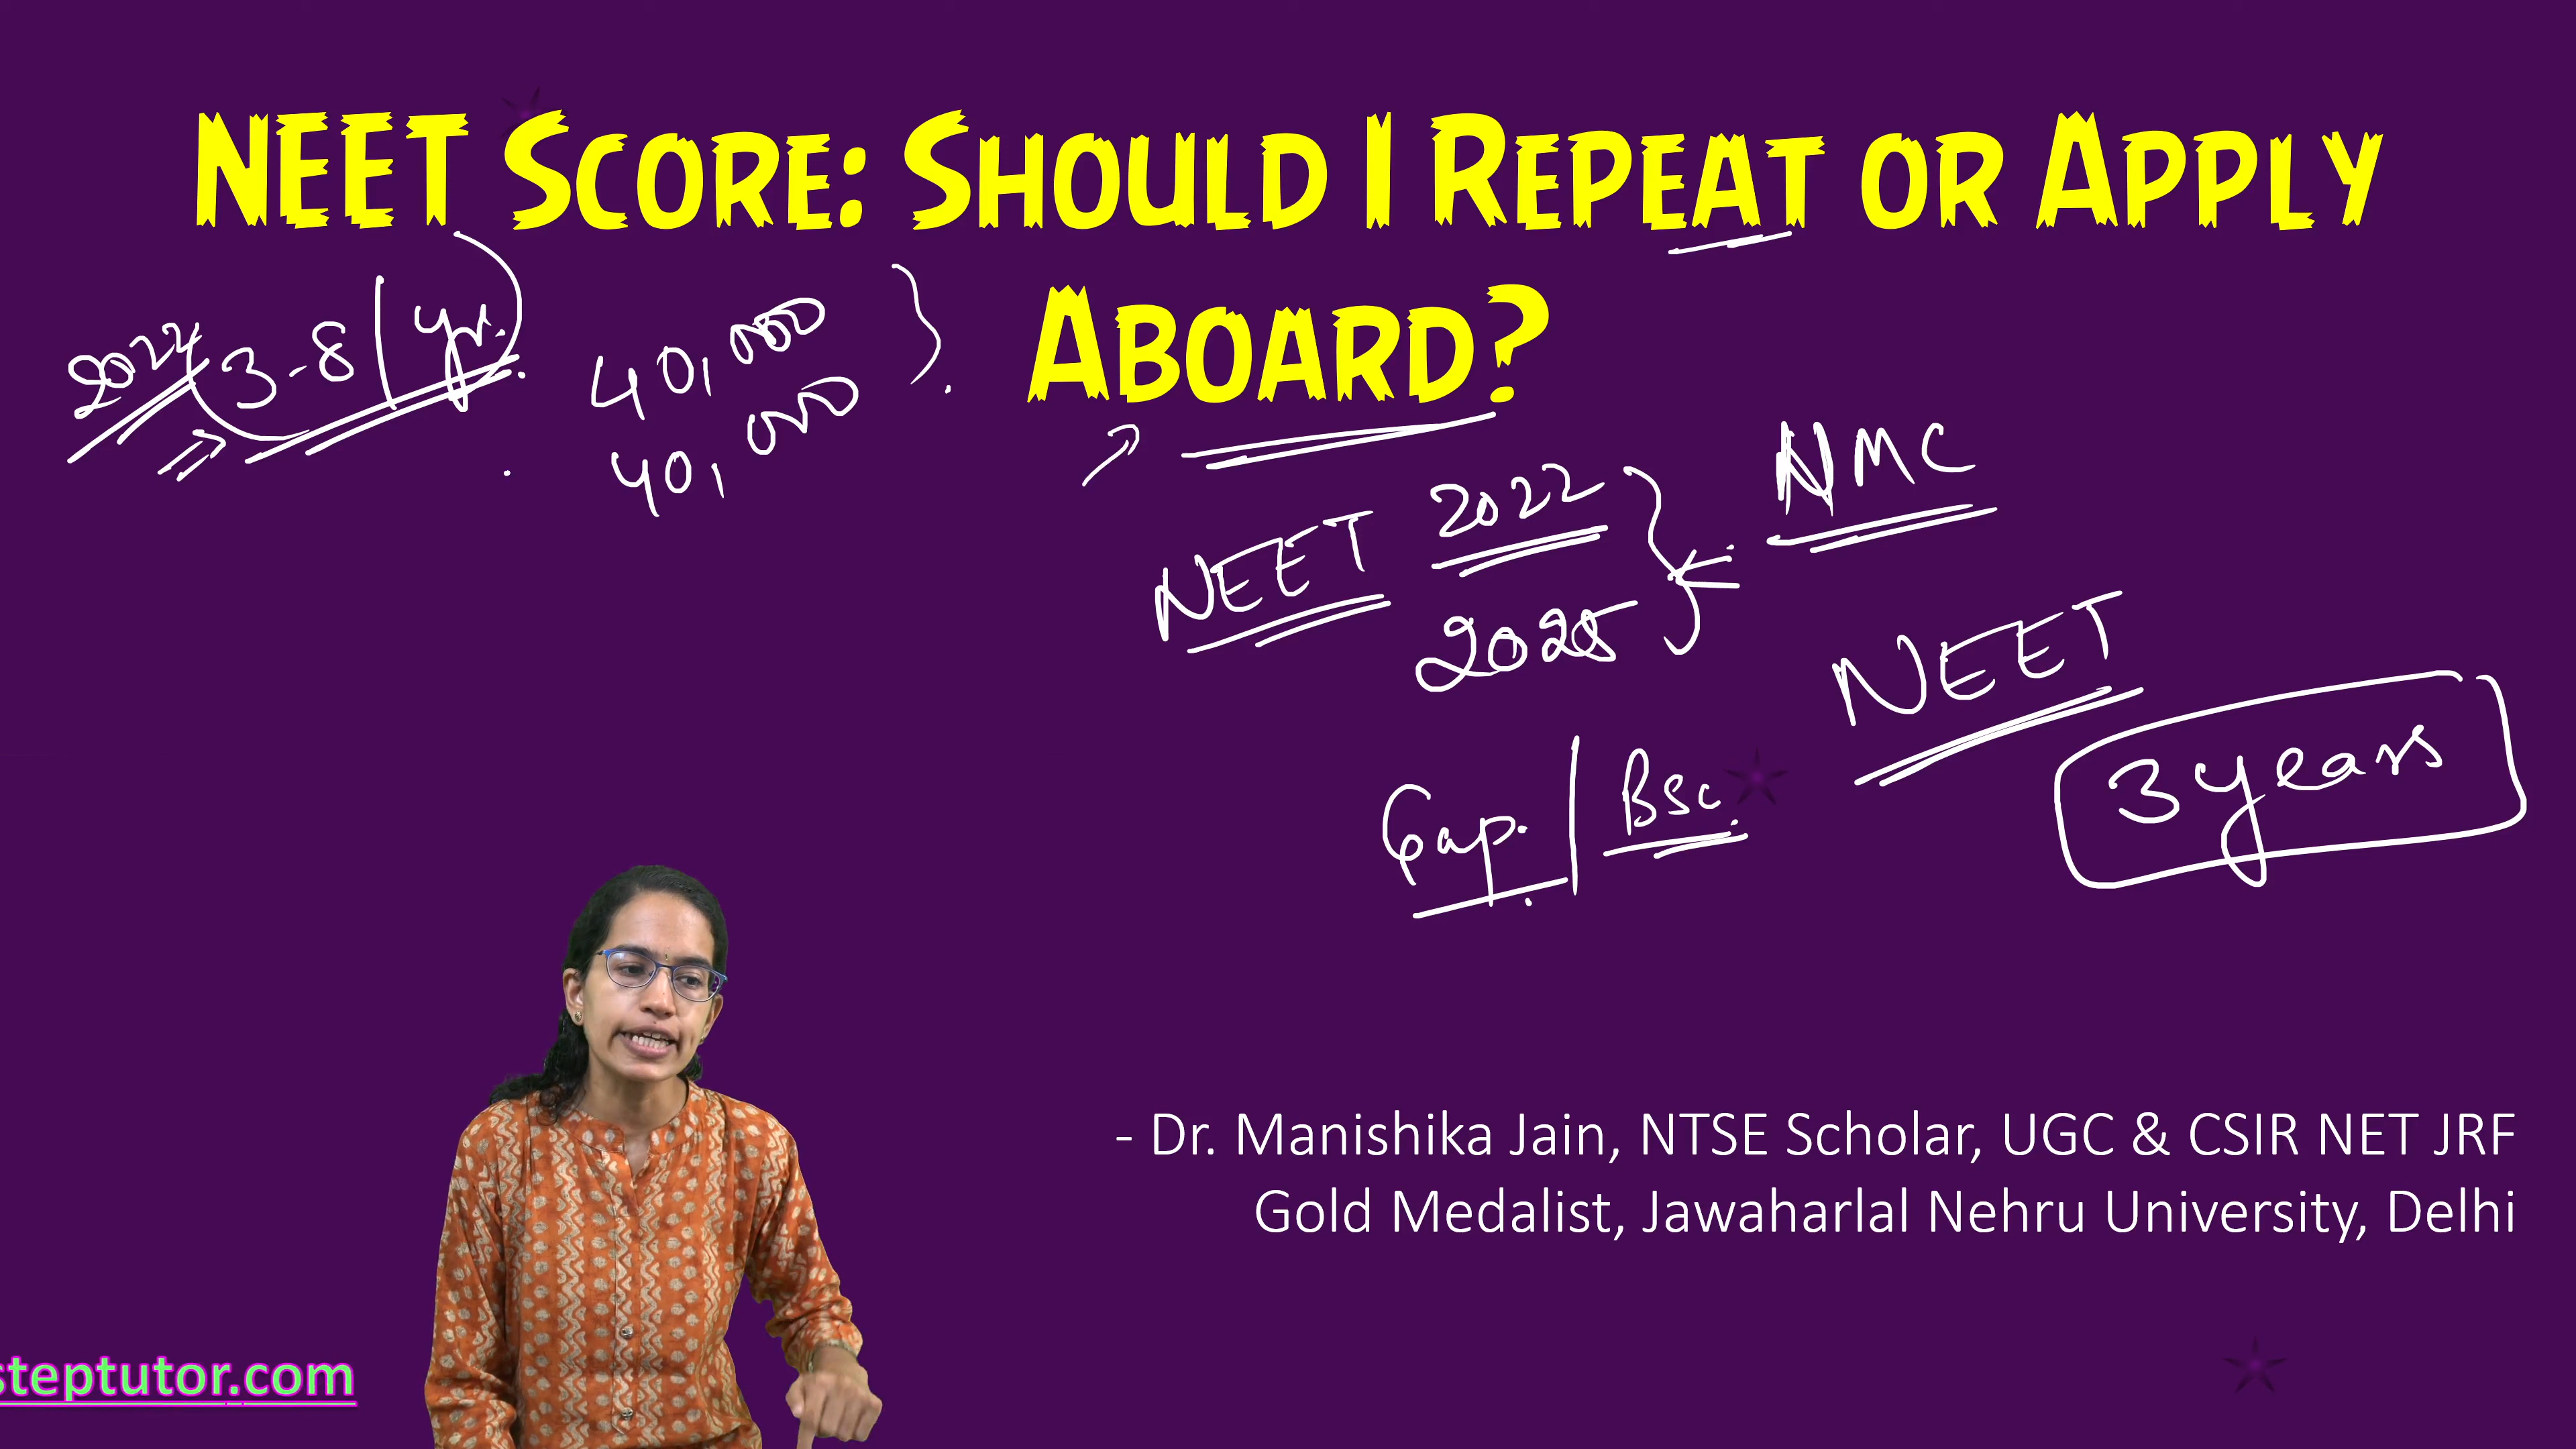 NEET SCORE: SHOULD I REPEAT OR APPLY
ABOARD?
2024 3-8 | yr.
40,000
40,000
NEET 2022
2025
NMC
NEET
3 years
Gap. | BSc.
- Dr. Manishika Jain, NTSE Scholar, UGC & CSIR NET JRF
Gold Medalist, Jawaharlal Nehru University, Delhi
steptutor.com